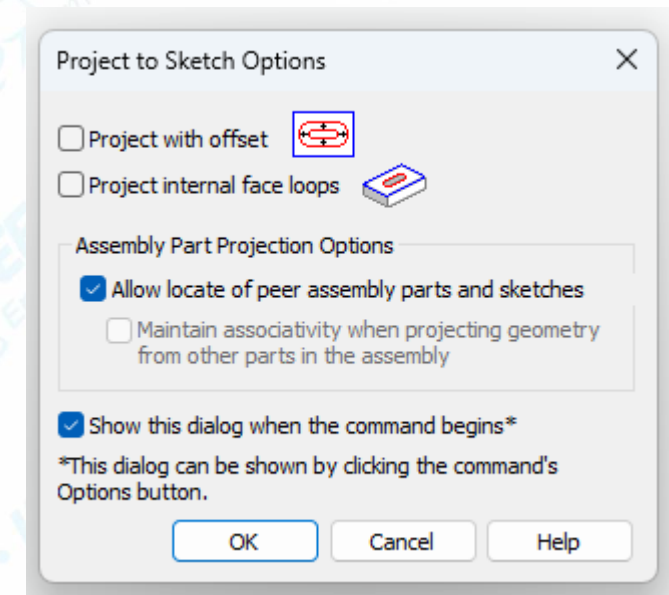 Project to Sketch Options
Project with offset
Project internal face loops
Assembly Part Projection Options
Allow locate of peer assembly parts and sketches
Maintain associativity when projecting geometry
from other parts in the assembly
Show this dialog when the command begins*
*This dialog can be shown by clicking the command's
Options button.
OK Cancel Help